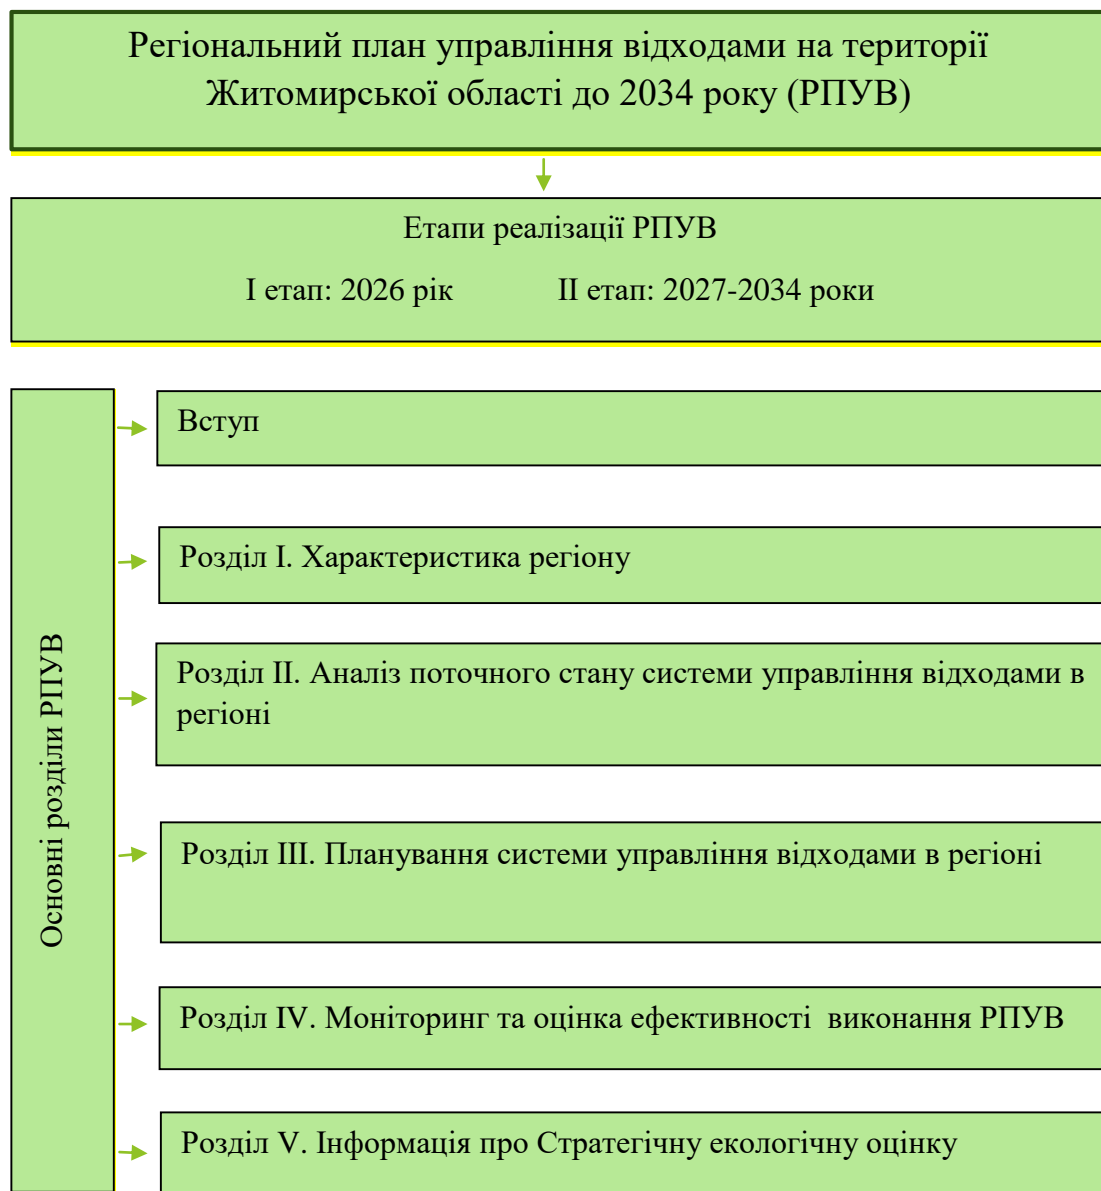 Регіональний план управління відходами на території
Житомирської області до 2034 року (РПУВ)
Етапи реалізації РПУВ
І етап: 2026 рік ІІ етап: 2027-2034 роки
Основні розділи РПУВ
Вступ
Розділ І. Характеристика регіону
Розділ ІІ. Аналіз поточного стану системи управління відходами в
регіоні
Розділ ІІІ. Планування системи управління відходами в регіоні
Розділ IV. Моніторинг та оцінка ефективності виконання РПУВ
Розділ V. Інформація про Стратегічну екологічну оцінку